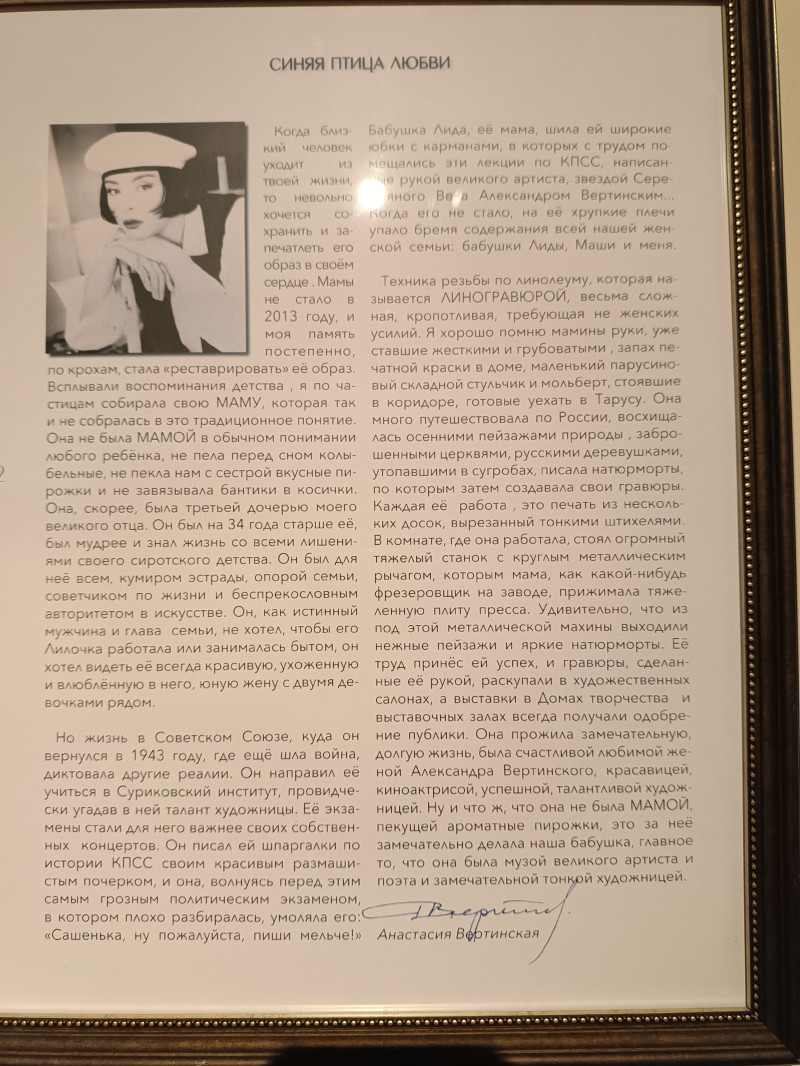 СИНЯЯ ПТИЦА ЛЮБВИ
Когда близ-
кий человек
уходит из
твоей жизни,
то невольно
хочется со-
хранить и за-
печатлеть его
образ в своём
сердце . Мамы
не стало в
2013 году, и
моя память
постепенно,
по крохам, стала «реставрировать» её образ.
Всплывали воспоминания детства , я по ча-
стицам собирала свою МАМУ, которая так
и не собралась в это традиционное понятие.
Она не была МАМОЙ в обычном понимании
любого ребёнка, не пела перед сном колы-
бельные, не пекла нам с сестрой вкусные пи-
рожки и не завязывала бантики в косички.
Она, скорее, была третьей дочерью моего
великого отца. Он был на 34 года старше её,
был мудрее и знал жизнь со всеми лишени-
ями своего сиротского детства. Он был для
неё всем, кумиром эстрады, опорой семьи,
советчиком по жизни и беспрекословным
авторитетом в искусстве. Он, как истинный
мужчина и глава семьи, не хотел, чтобы его
Лилочка работала или занималась бытом, он
хотел видеть её всегда красивую, ухоженную
и влюблённую в него, юную жену с двумя де-
вочками рядом.
Но жизнь в Советском Союзе, куда он
вернулся в 1943 году, где ещё шла война,
диктовала другие реалии. Он направил её
учиться в Суриковский институт, провидче-
ски угадав в ней талант художницы. Её экза-
мены стали для него важнее своих собствен-
ных концертов. Он писал ей шпаргалки по
истории КПСС своим красивым размаши-
стым почерком, и она, волнуясь перед этим
самым грозным политическим экзаменом,
в котором плохо разбиралась, умоляла его:
«Сашенька, ну пожалуйста, пиши мельче!»
Бабушка Лида, её мама, шила ей широкие
юбки с карманами, в которых с трудом по-
мещались эти лекции по КПСС, написан-
ные рукой великого артиста, звездой Сере-
Века Александром Вертинским...
Когда его не стало, на её хрупкие плечи
упало бремя содержания всей нашей жен-
ской семьи: бабушки Лиды, Маши и меня.
Техника резьбы по линолеуму, которая на-
зывается ЛИНОГРАВЮРОЙ, весьма слож-
ная, кропотливая, требующая не женских
усилий. Я хорошо помню мамины руки, уже
ставшие жесткими и грубоватыми , запах пе-
чатной краски в доме, маленький парусино-
вый складной стульчик и мольберт, стоявшие
в коридоре, готовые уехать в Тарусу. Она
много путешествовала по России, восхища-
лась осенними пейзажами природы , забро-
шенными церквями, русскими деревушками,
утопавшими в сугробах, писала натюрморты,
по которым затем создавала свои гравюры.
Каждая её работа , это печать из несколь-
ких досок, вырезанный тонкими штихелями.
В комнате, где она работала, стоял огромный
тяжелый станок с круглым металлическим
рычагом, которым мама, как какой-нибудь
фрезеровщик на заводе, прижимала тяже-
ленную плиту пресса. Удивительно, что из
под этой металлической махины выходили
нежные пейзажи и яркие натюрморты. Её
труд принёс ей успех, и гравюры, сделан-
ные её рукой, раскупали в художественных
салонах, а выставки в Домах творчества и
выставочных залах всегда получали одобре-
ние публики. Она прожила замечательную,
долгую жизнь, была счастливой любимой же-
ной Александра Вертинского, красавицей,
киноактрисой, успешной, талантливой худож-
ницей. Ну и что ж, что она не была МАМОЙ,
пекущей ароматные пирожки, это за неё
замечательно делала наша бабушка, главное
то, что она была музой великого артиста и
поэта и замечательной тонкой художницей.
Анастасия Вертинская